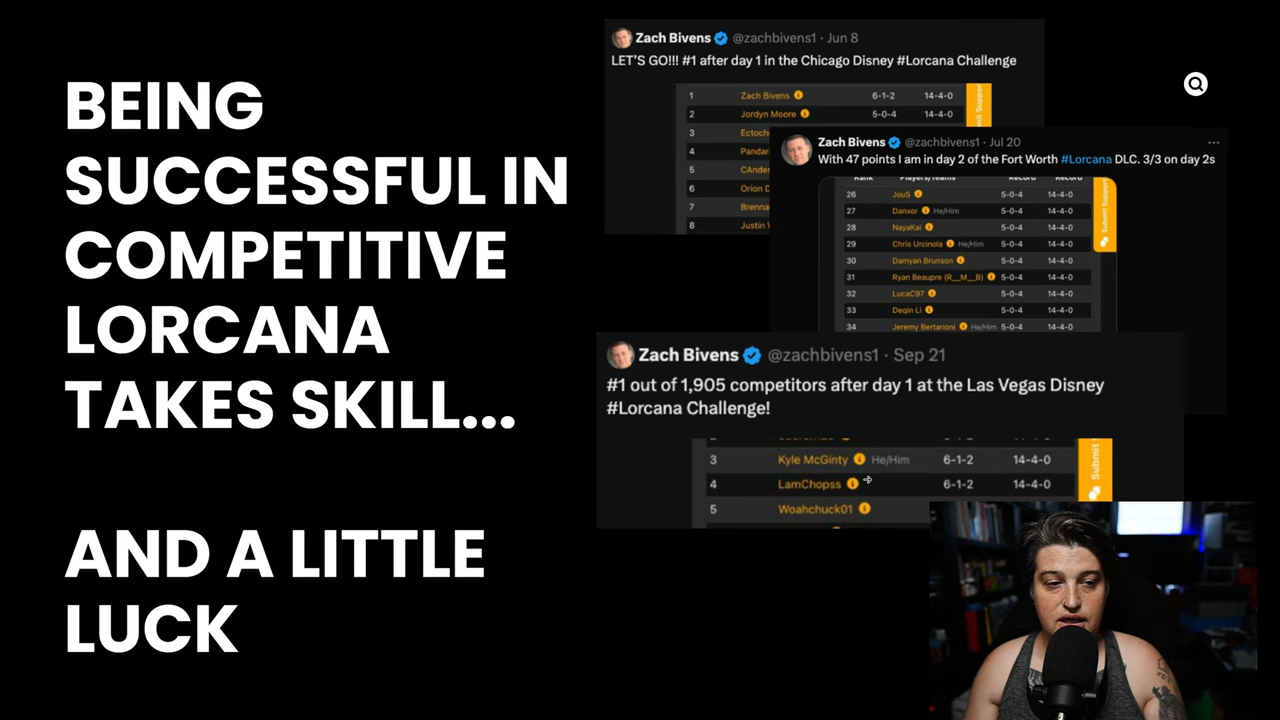 BEING
SUCCESSFUL IN
COMPETITIVE
LORCANA
TAKES SKILL...
AND A LITTLE
LUCK
Zach Bivens @zachbivens1 · Jun 8
LET'S GO!!! #1 after day 1 in the Chicago Disney #Lorcana Challenge
1 Zach Bivens 6-1-2 14-4-0
2 Jordyn Moore 5-0-4 14-4-0
3
4
5
6 Orion D
7
8 Justin
Zach Bivens @zachbivens1 · Jul 20
With 47 points I am in day 2 of the Fort Worth #Lorcana DLC. 3/3 on day 2s
Rank Players/Teams Record Record
26 JouS 5-0-4 14-4-0
27 Danxor He/Him 5-0-4 14-4-0
28 NayaKai 5-0-4 14-4-0
29 Chris Urcinola He/Him 5-0-4 14-4-0
30 Damyan Brunson 5-0-4 14-4-0
31 Ryan Beaupre (R__M__B) 5-0-4 14-4-0
32 LucaC97 5-0-4 14-4-0
33 Deqin Li 5-0-4 14-4-0
34 Jeremy Bertarioni He/Him 5-0-4 14-4-0
Submit Support
Zach Bivens @zachbivens1 · Sep 21
#1 out of 1,905 competitors after day 1 at the Las Vegas Disney
#Lorcana Challenge!
3 Kyle McGinty He/Him 6-1-2 14-4-0
4 LamChopss 6-1-2 14-4-0
5 Woahchuck01
Submit